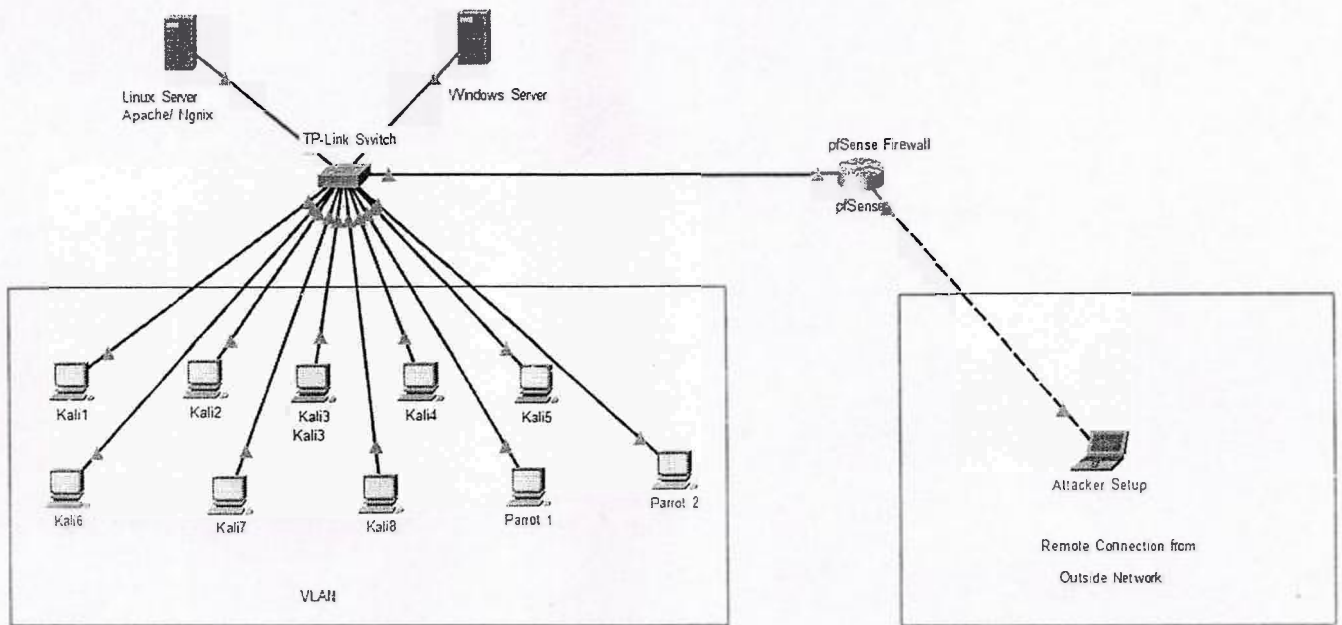 Linux Server
Apache/ Ngnix
Windows Server
TP-Link Switch
pfSense Firewall
pfSense
Kali1
Kali2
Kali3
Kali3
Kali4
Kali5
Kali6
Kali7
Kali8
Parrot 1
Parrot 2
VLAN
Attacker Setup
Remote Connection from
Outside Network